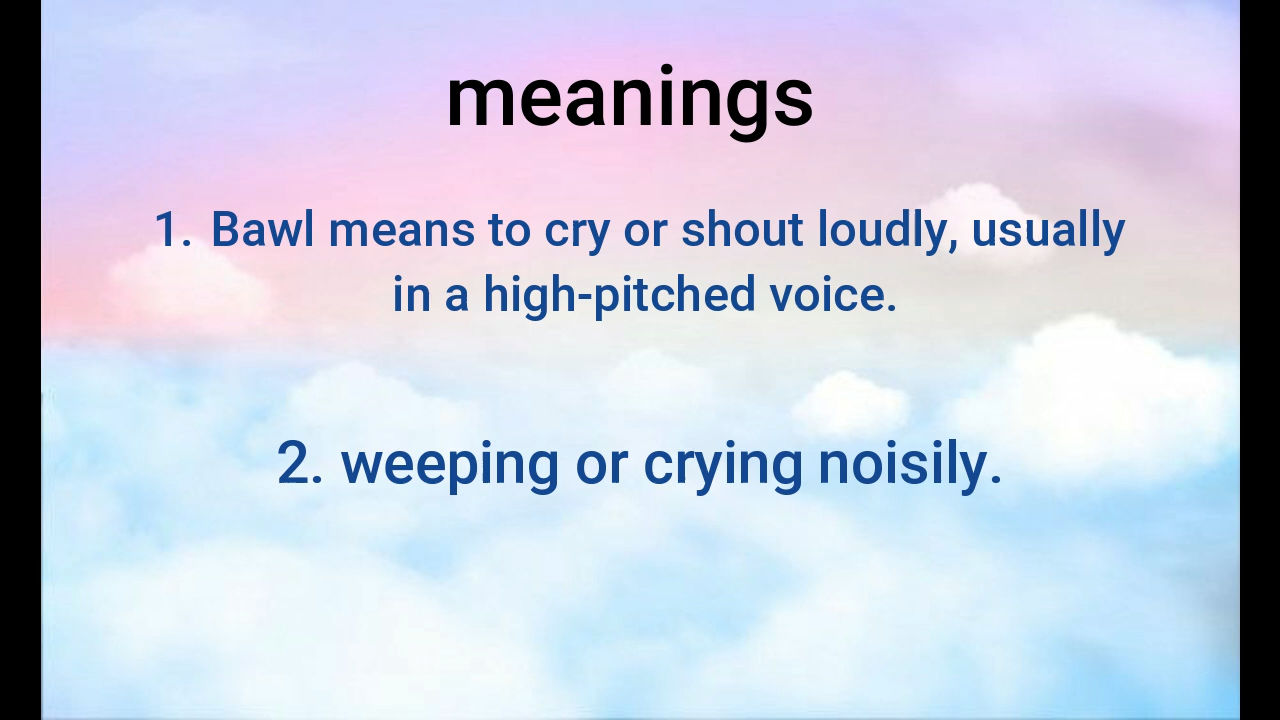 meanings
1. Bawl means to cry or shout loudly, usually
in a high-pitched voice.
2. weeping or crying noisily.